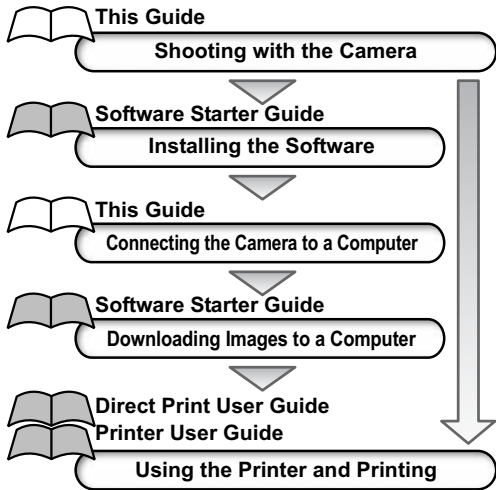 This Guide
Shooting with the Camera
Software Starter Guide
Installing the Software
This Guide
Connecting the Camera to a Computer
Software Starter Guide
Downloading Images to a Computer
Direct Print User Guide
Printer User Guide
Using the Printer and Printing